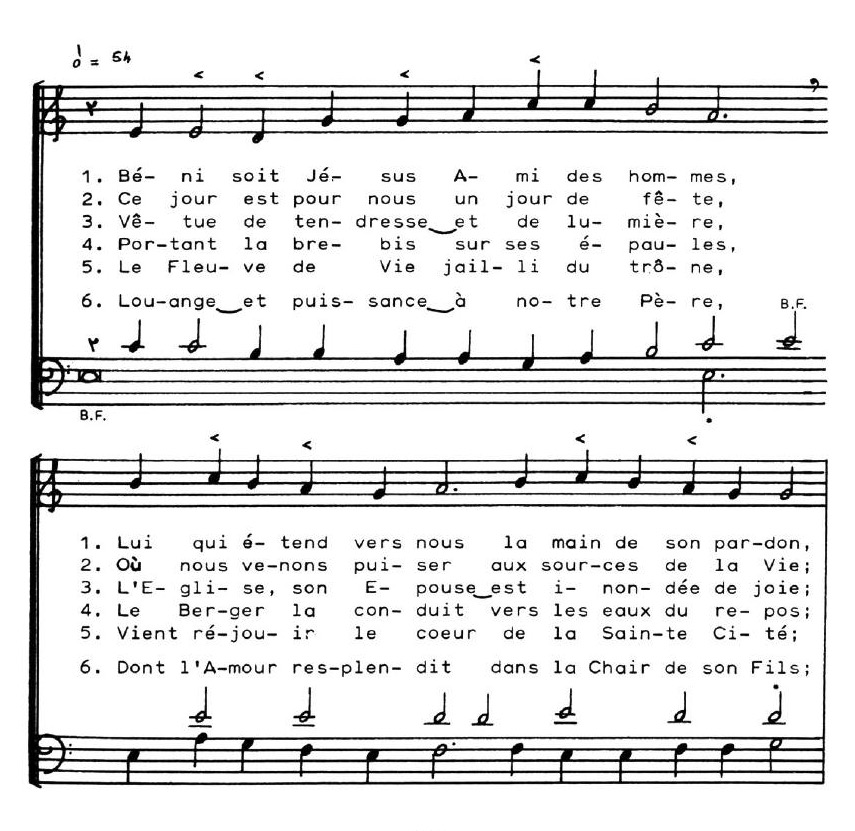 = 54
1. Bé- ni soit Jé- sus A- mi des hom- mes,
2. Ce jour est pour nous un jour de fê- te,
3. Vê- tue de ten- dresse et de lu- miè- re,
4. Por-tant la bre- bis sur ses é- pau- les,
5. Le Fleu- ve de Vie jail- li du trô- ne,
6. Lou-ange et puis- sance à no- tre Pè- re,
B.F.
B.F.
1. Lui qui é- tend vers nous la main de son par-don,
2. Où nous ve-nons pui- ser aux sour-ces de la Vie;
3. L'E- gli- se, son E- pouse est i- non- dée de joie;
4. Le Ber-ger la con- duit vers les eaux du re- pos;
5. Vient ré-jou- ir le coeur de la Sain-te Ci- té;
6. Dont l'A-mour res-plen- dit dans la Chair de son Fils;